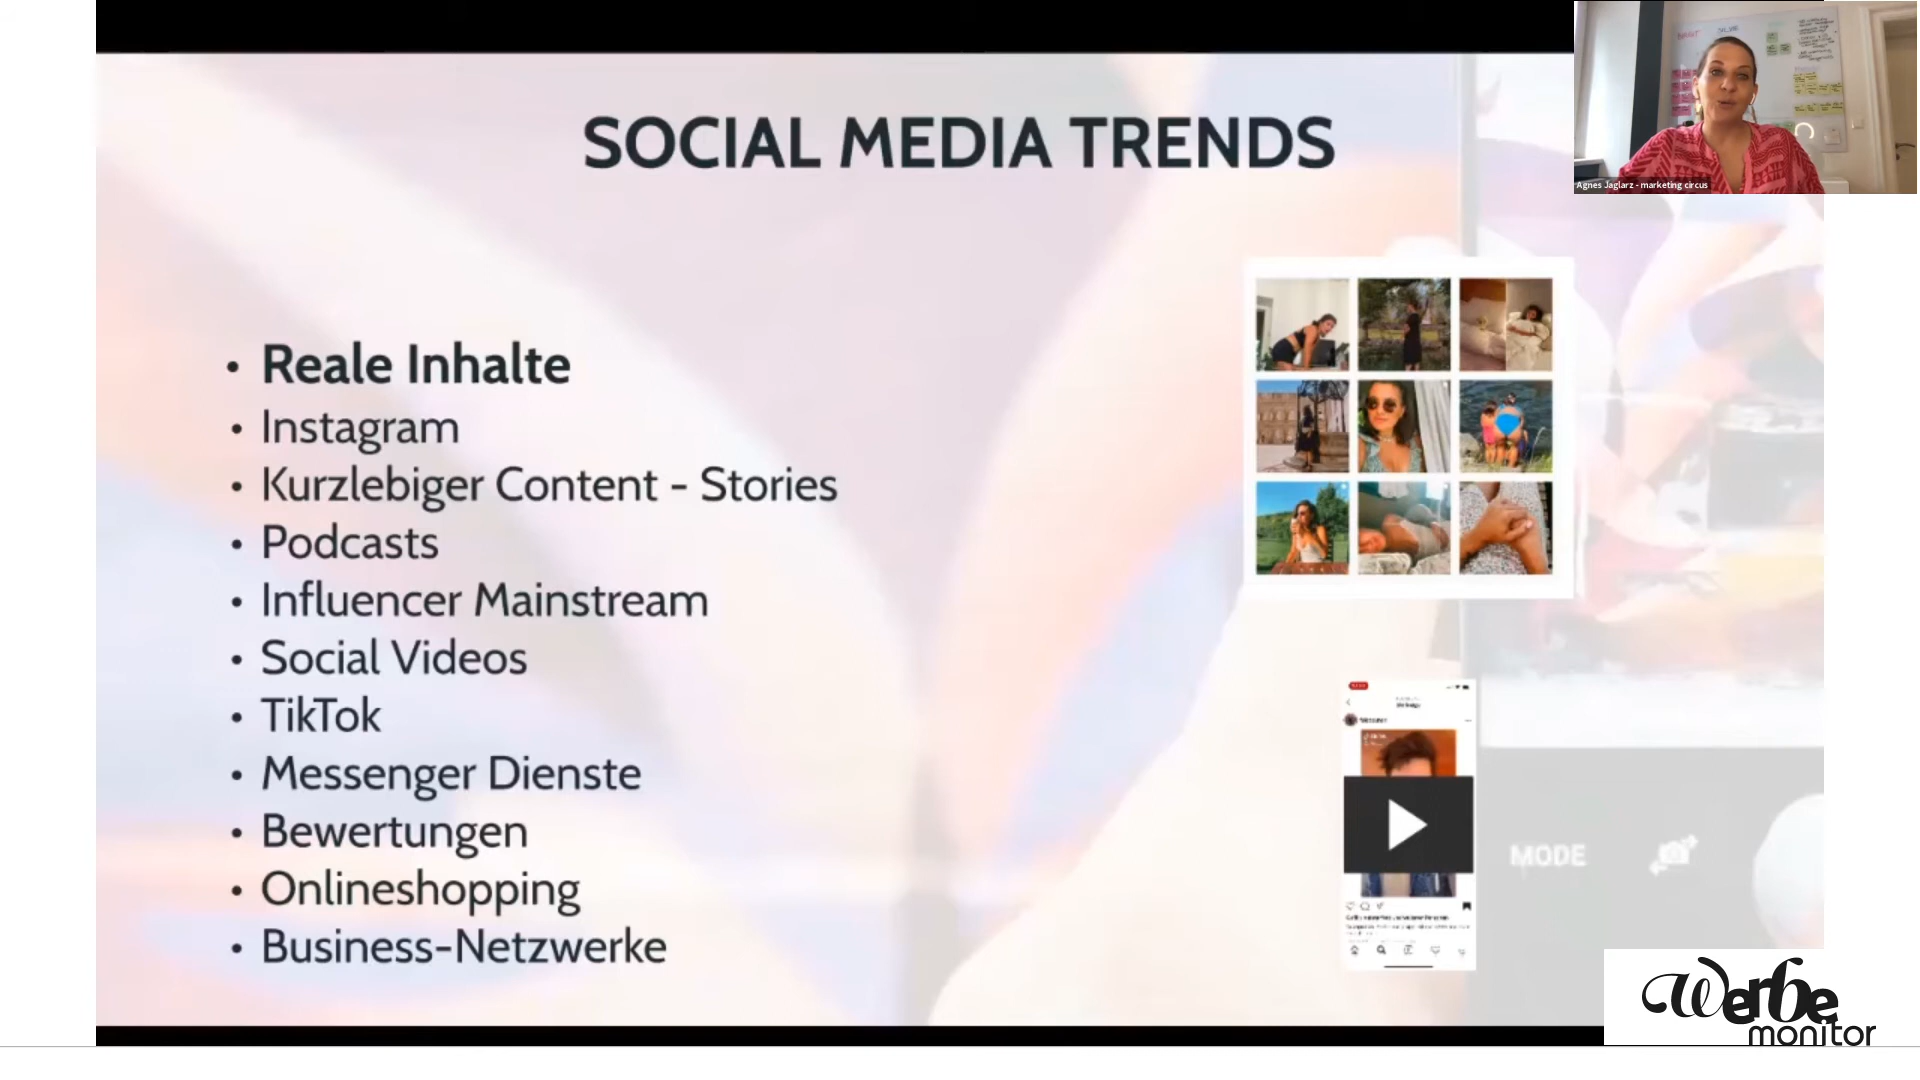 SOCIAL MEDIA TRENDS
Agnes Jaglarz - marketing circus
• Reale Inhalte
• Instagram
• Kurzlebiger Content - Stories
• Podcasts
• Influencer Mainstream
• Social Videos
• TikTok
• Messenger Dienste
• Bewertungen
• Onlineshopping
• Business-Netzwerke
MODE
Werbe
monitor